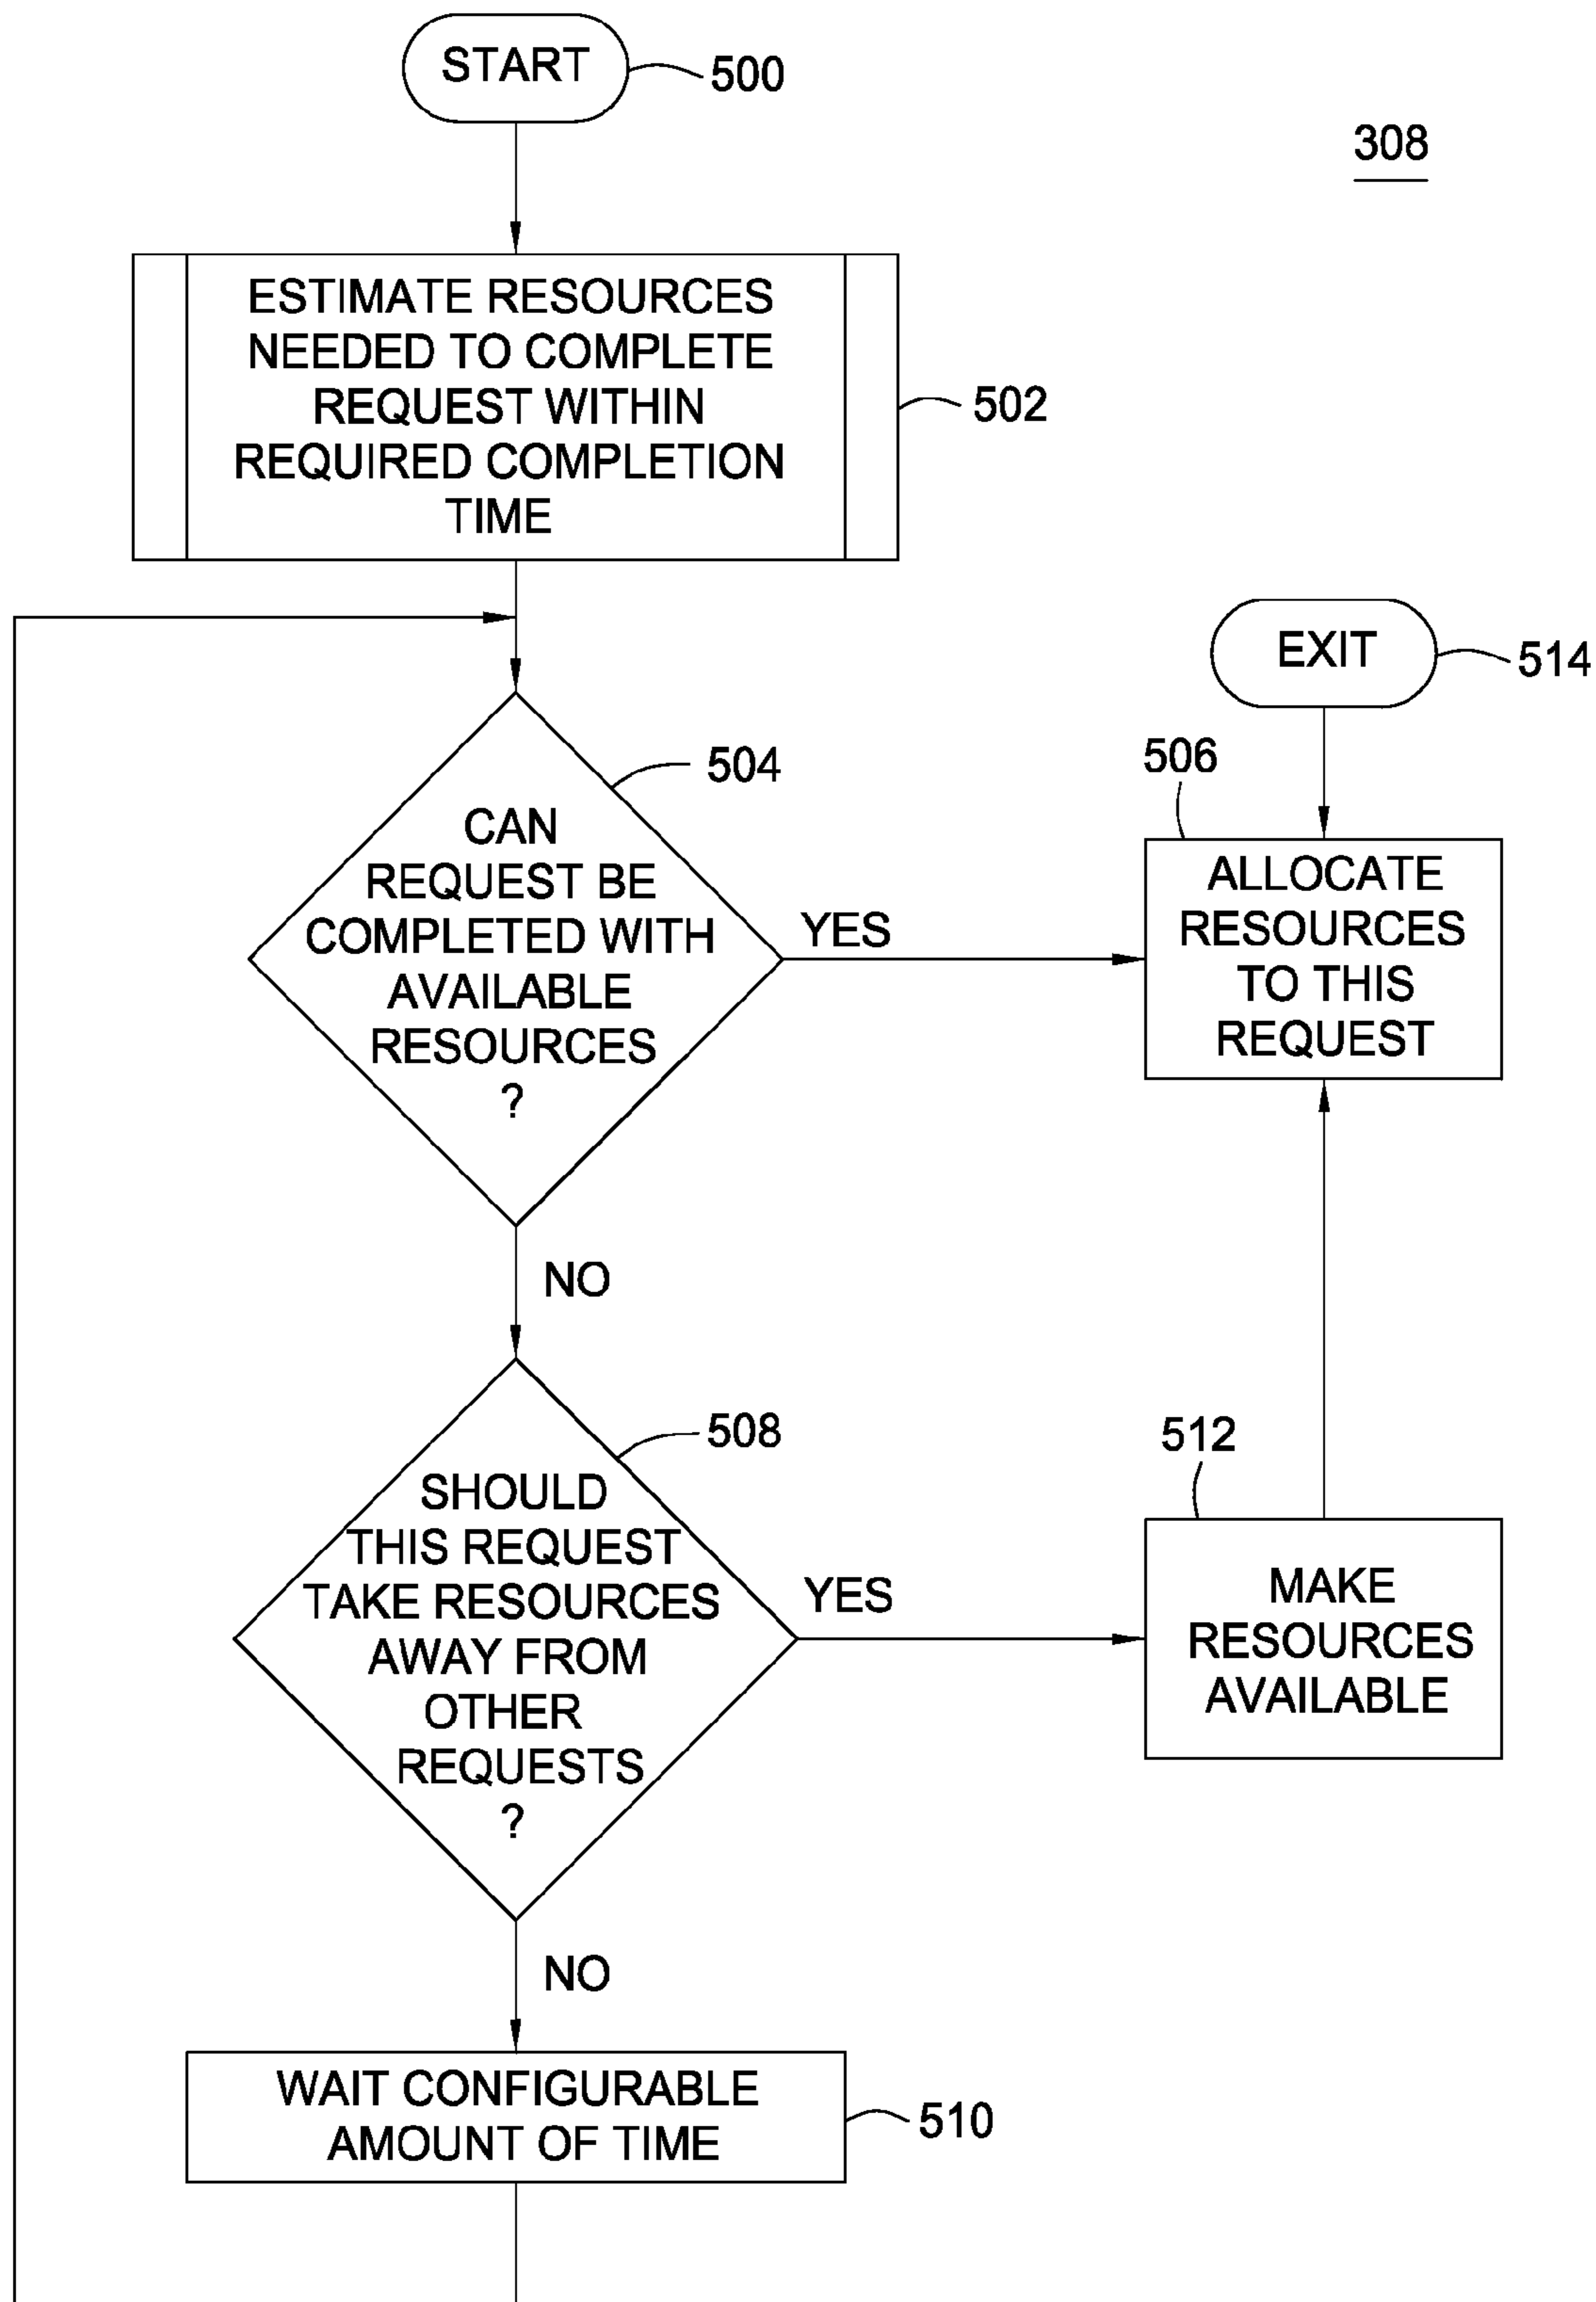 START
500
308
ESTIMATE RESOURCES
NEEDED TO COMPLETE
REQUEST WITHIN
REQUIRED COMPLETION
TIME
502
EXIT
514
504
CAN
REQUEST BE
COMPLETED WITH
AVAILABLE
RESOURCES
?
YES
506
ALLOCATE
RESOURCES
TO THIS
REQUEST
NO
508
SHOULD
THIS REQUEST
TAKE RESOURCES
AWAY FROM
OTHER
REQUESTS
?
YES
512
MAKE
RESOURCES
AVAILABLE
NO
WAIT CONFIGURABLE
AMOUNT OF TIME
510